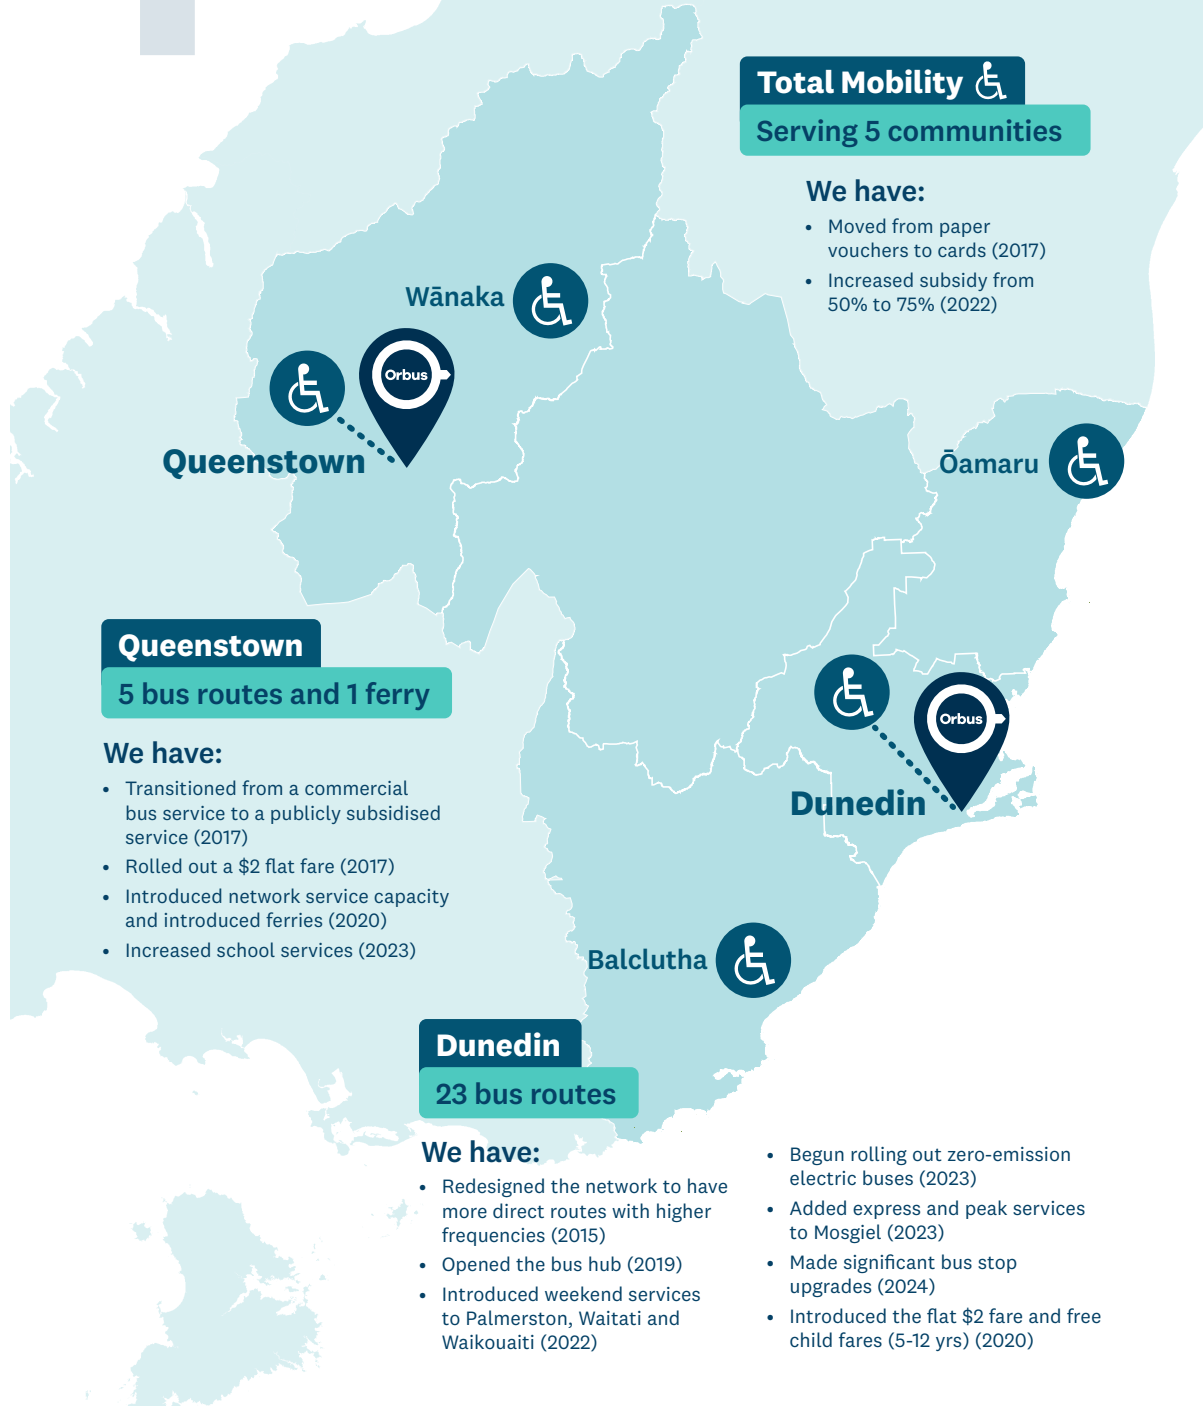 Total Mobility
Serving 5 communities
We have:
• Moved from paper
vouchers to cards (2017)
• Increased subsidy from
50% to 75% (2022)
Wānaka
Orbus
Queenstown
Ōamaru
Queenstown
5 bus routes and 1 ferry
We have:
• Transitioned from a commercial
bus service to a publicly subsidised
service (2017)
• Rolled out a $2 flat fare (2017)
• Introduced network service capacity
and introduced ferries (2020)
• Increased school services (2023)
Orbus
Dunedin
Balclutha
Dunedin
23 bus routes
We have:
• Redesigned the network to have
more direct routes with higher
frequencies (2015)
• Opened the bus hub (2019)
• Introduced weekend services
to Palmerston, Waitati and
Waikouaiti (2022)
• Begun rolling out zero-emission
electric buses (2023)
• Added express and peak services
to Mosgiel (2023)
• Made significant bus stop
upgrades (2024)
• Introduced the flat $2 fare and free
child fares (5-12 yrs) (2020)